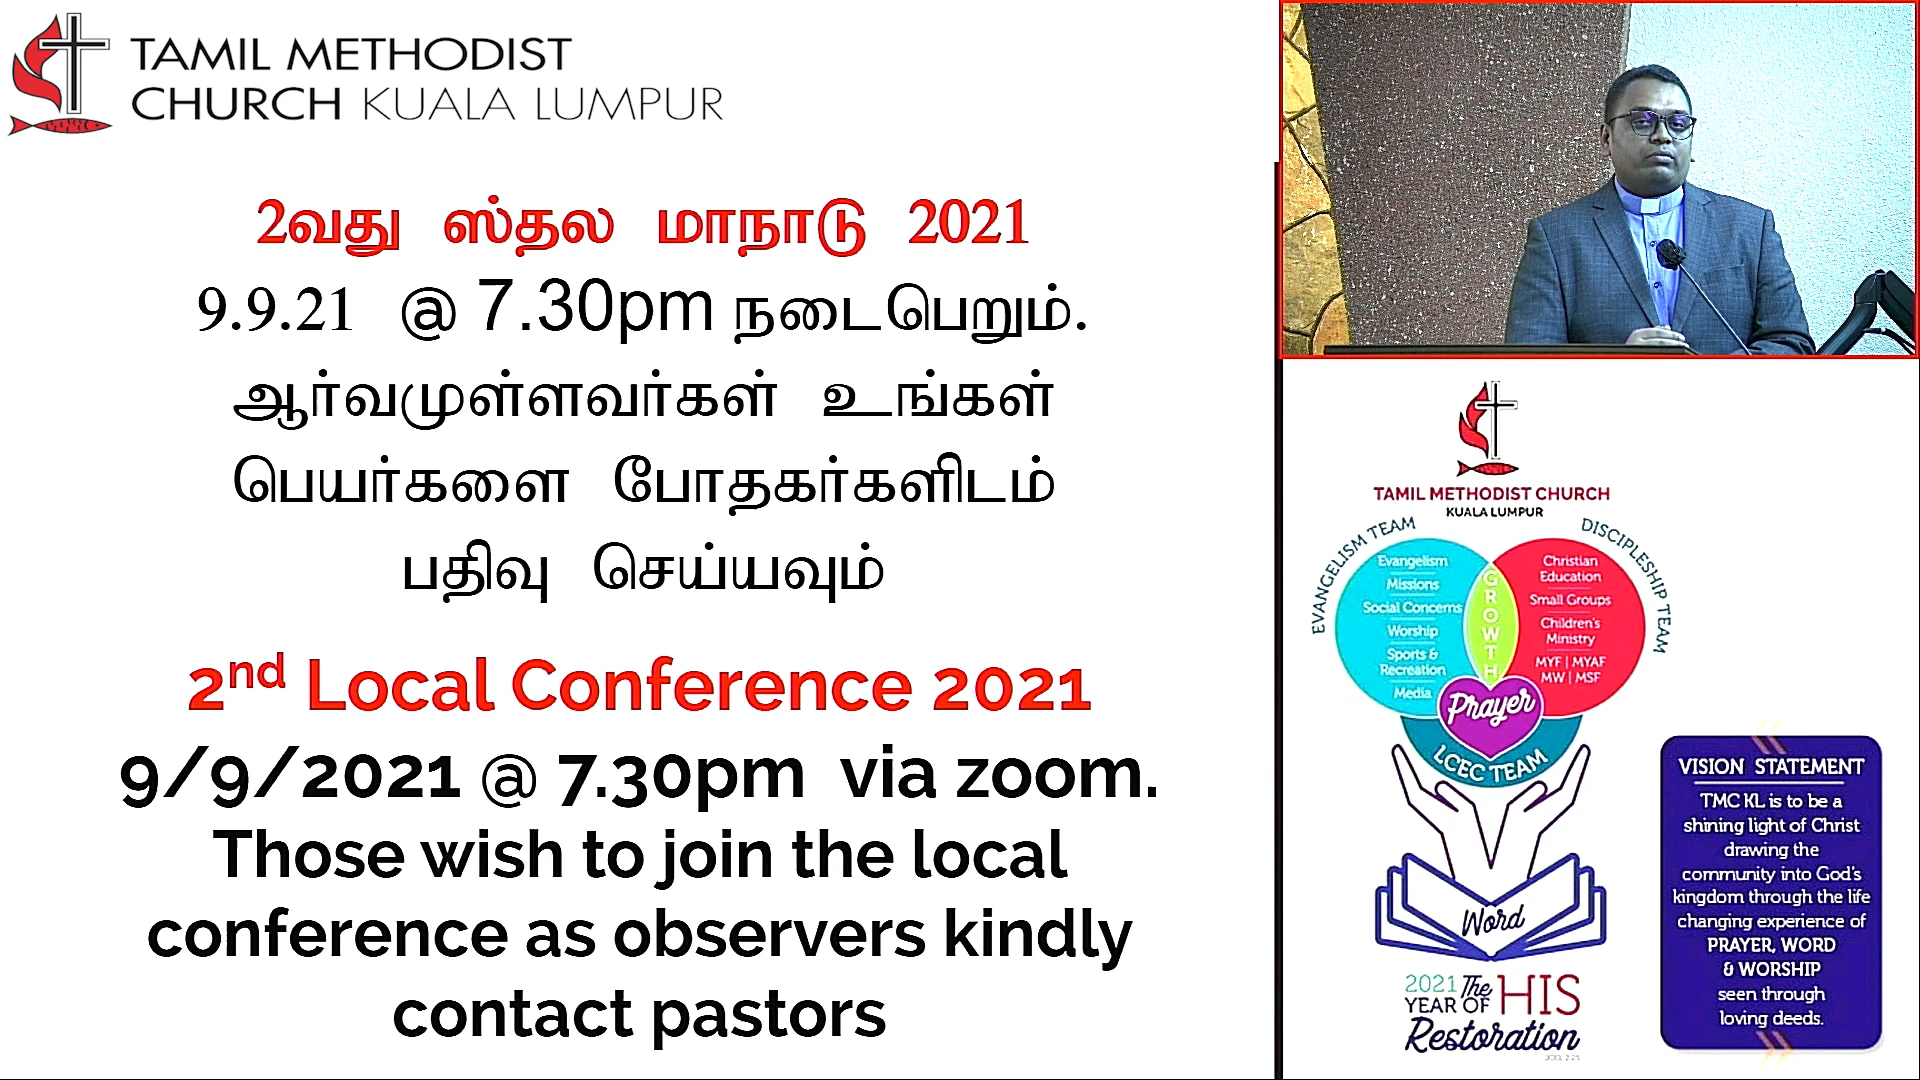 TAMIL METHODIST
CHURCH KUALA LUMPUR
2வது ஸ்தல மாநாடு 2021
9.9.21 @ 7.30pm நடைபெறும்.
ஆர்வமுள்ளவர்கள் உங்கள்
பெயர்களை போதகர்களிடம்
பதிவு செய்யவும்
2nd Local Conference 2021
9/9/2021 @ 7.30pm via zoom.
Those wish to join the local
conference as observers kindly
contact pastors
TAMIL METHODIST CHURCH
KUALA LUMPUR
EVANGELISM TEAM
DISCIPLESHIP TEAM
Evangelism
Missions
Social Concerns
Worship
Sports &
Recreation
Media
GROWTH
Christian
Education
Small Groups
Children's
Ministry
MYF | MYAF
MW | MSF
Prayer
LCEC TEAM
Word
2021 The
YEAR OF HIS
Restoration
VISION STATEMENT
TMC KL is to be a
shining light of Christ
drawing the
community into God's
kingdom through the life
changing experience of
PRAYER, WORD
& WORSHIP
seen through
loving deeds.